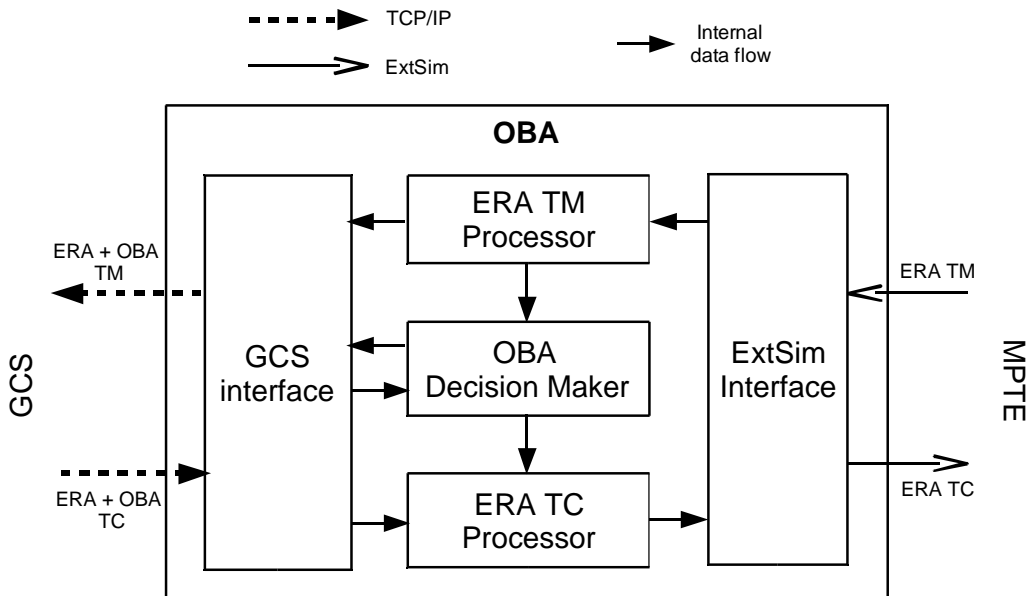 TCP/IP
ExtSim
Internal
data flow
OBA
ERA TM
Processor
ERA + OBA
TM
ERA TM
GCS
GCS
interface
OBA
Decision Maker
ExtSim
Interface
MPTE
ERA + OBA
TC
ERA TC
Processor
ERA TC